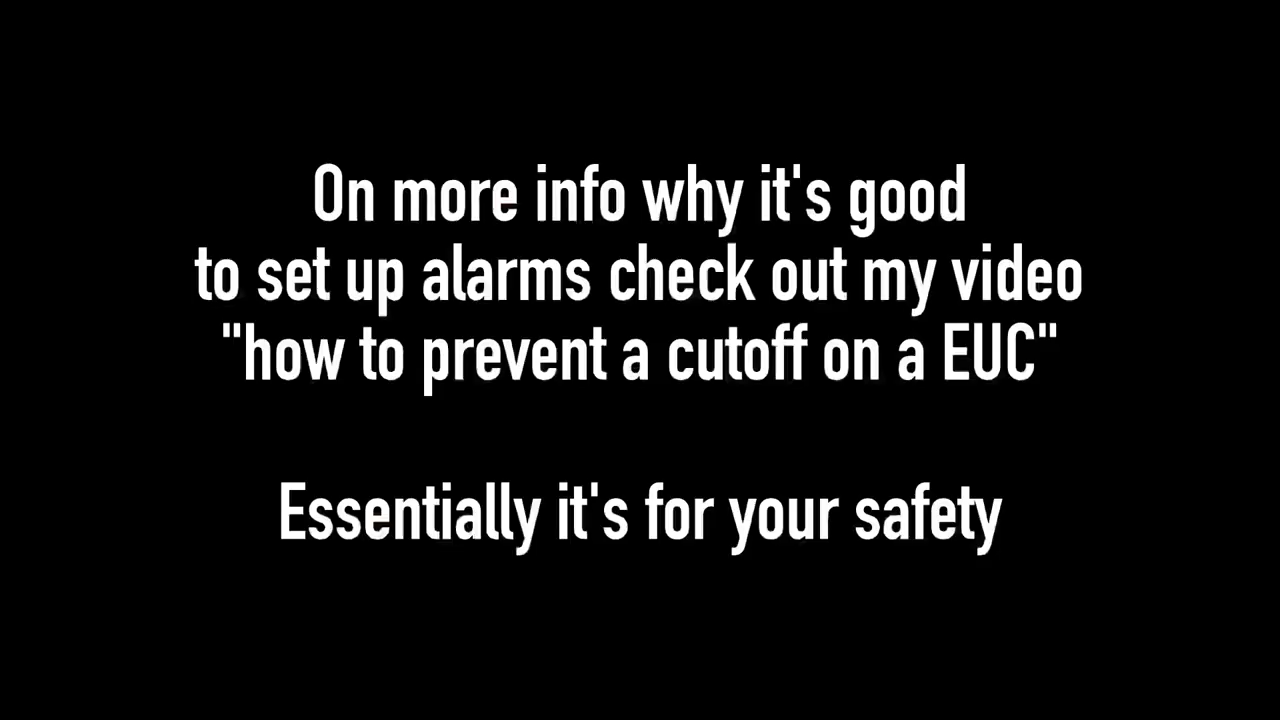 On more info why it's good
to set up alarms check out my video
"how to prevent a cutoff on a EUC"
Essentially it's for your safety